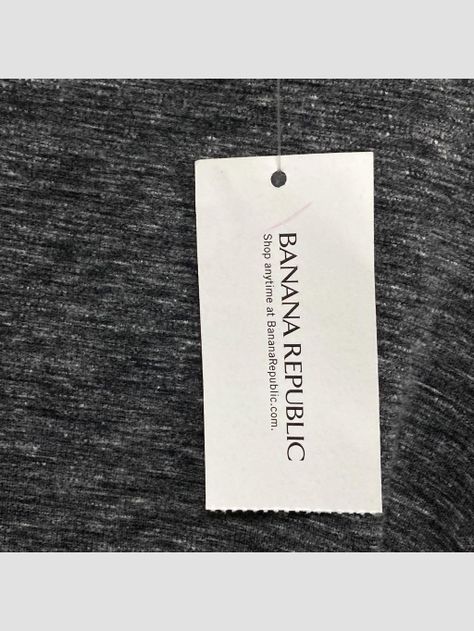 BANANA REPUBLIC
Shop anytime at BananaRepublic.com.